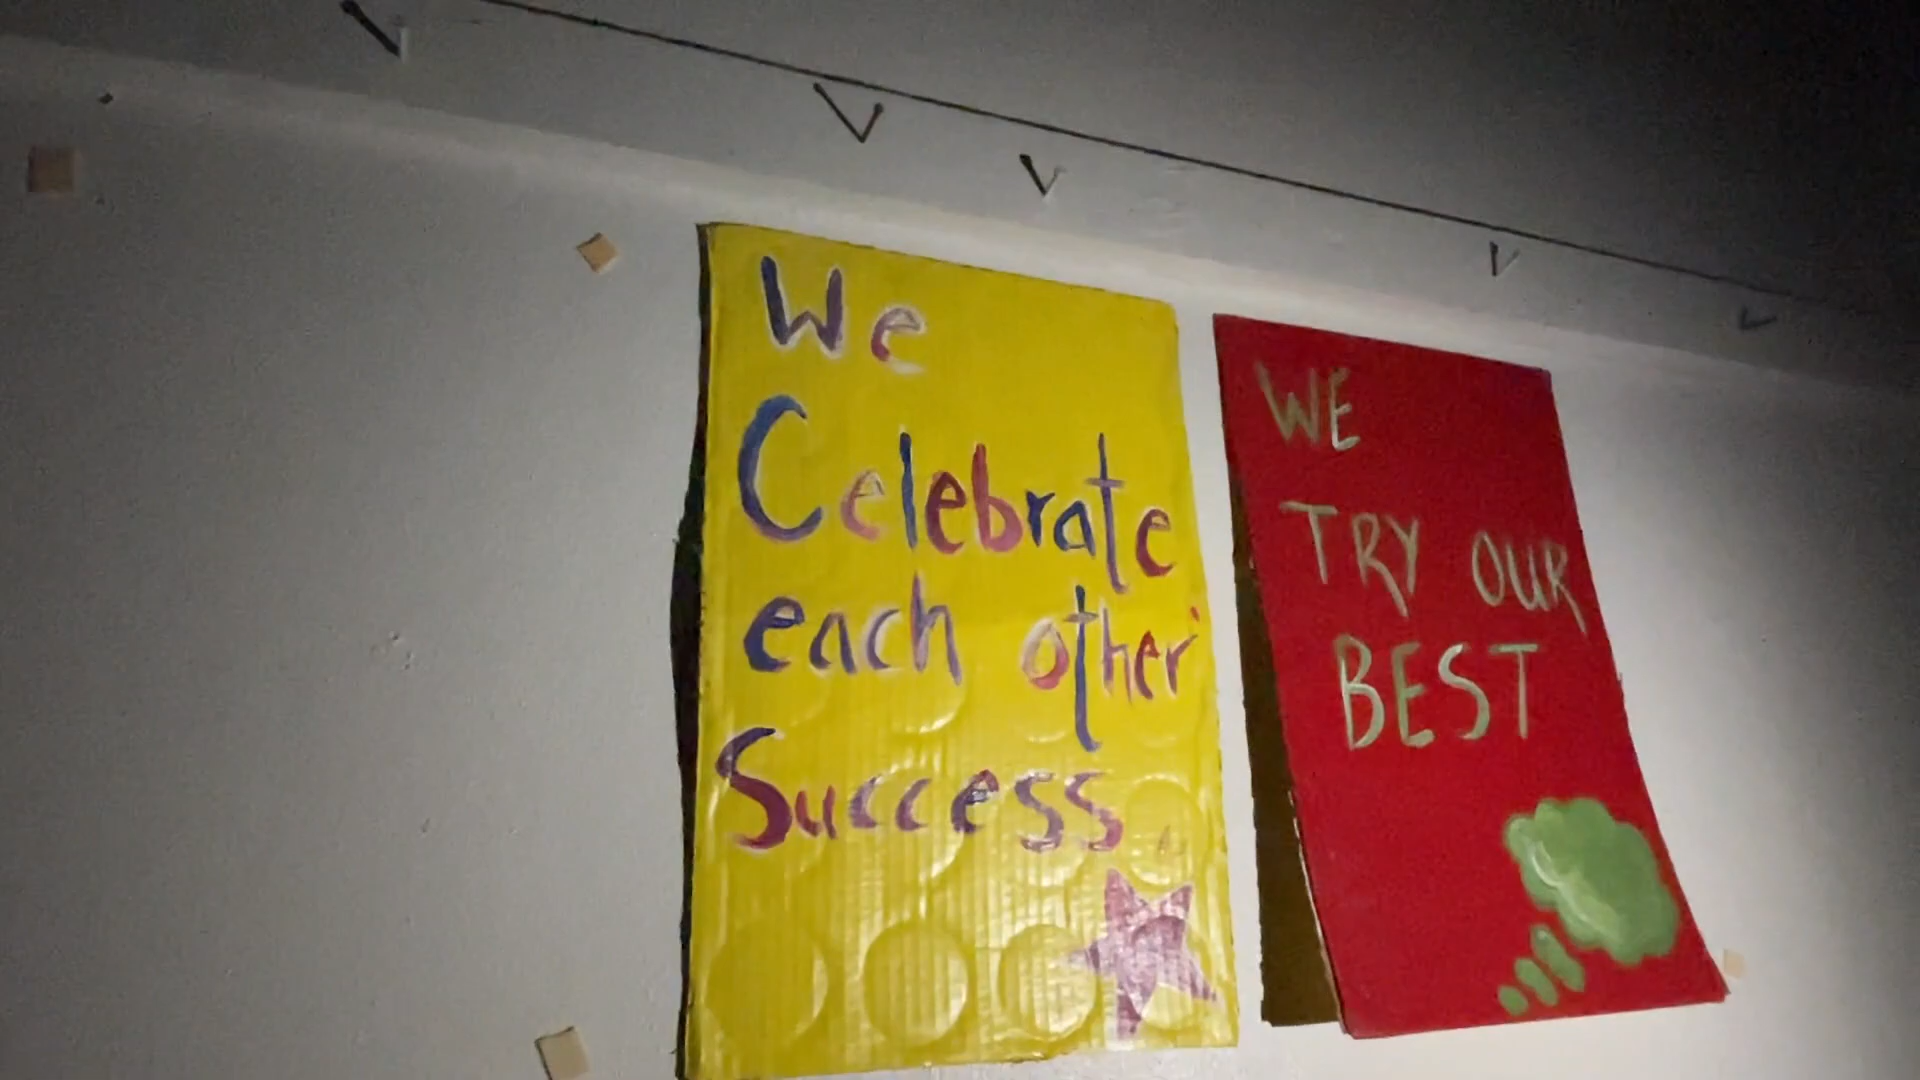 We
Celebrate
each other
Success.
WE
TRY OUR
BEST